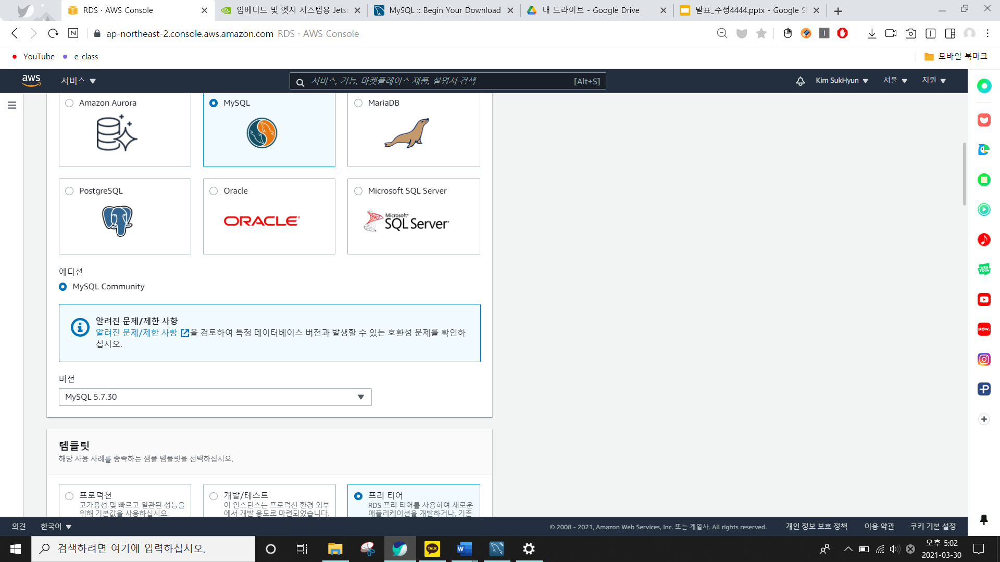 RDS · AWS Console
임베디드 및 엣지 시스템용 Jets
MySQL :: Begin Your Download
내 드라이브 - Google Drive
발표_수정4444.pptx - Google S
N
ap-northeast-2.console.aws.amazon.com RDS · AWS Console
YouTube
e-class
모바일 북마크
aws
서비스
서비스, 기능, 마켓플레이스 제품, 설명서 검색
[Alt+S]
Kim SukHyun
서울
지원
Amazon Aurora
MySQL
MariaDB
PostgreSQL
Oracle
Microsoft SQL Server
ORACLE
Microsoft
SQL Server
에디션
MySQL Community
알려진 문제/제한 사항
알려진 문제/제한 사항 을 검토하여 특정 데이터베이스 버전과 발생할 수 있는 호환성 문제를 확인하
십시오.
버전
MySQL 5.7.30
템플릿
해당 사용 사례를 충족하는 샘플 템플릿을 선택하십시오.
프로덕션
고가용성 및 빠르고 일관된 성능을
위해 기본값을 사용하십시오.
개발/테스트
이 인스턴스는 프로덕션 환경 외부
에서 개발 용도로 마련되었습니다.
프리 티어
RDS 프리 티어를 사용하여 새로운
애플리케이션을 개발하거나, 기존
WEB
TOON
NOW.
의견
한국어
© 2008 - 2021, Amazon Web Services, Inc. 또는 계열사. All rights reserved.
개인 정보 보호 정책
이용 약관
쿠키 기본 설정
검색하려면 여기에 입력하십시오.
TALK
W
오후 5:02
2021-03-30